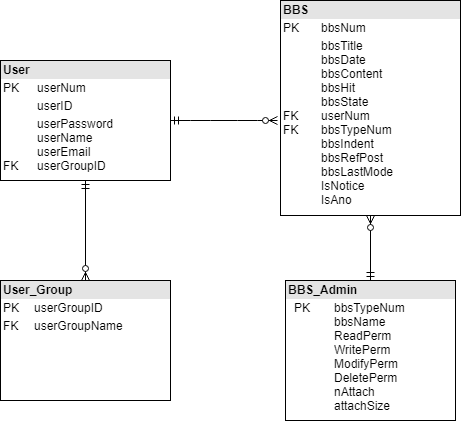 BBS
PK bbsNum
bbsTitle
bbsDate
bbsContent
bbsHit
bbsState
FK userNum
FK bbsTypeNum
bbsIndent
bbsRefPost
bbsLastMode
IsNotice
IsAno
User
PK userNum
userID
userPassword
userName
userEmail
FK userGroupID
User_Group
PK userGroupID
FK userGroupName
BBS_Admin
PK bbsTypeNum
bbsName
ReadPerm
WritePerm
ModifyPerm
DeletePerm
nAttach
attachSize